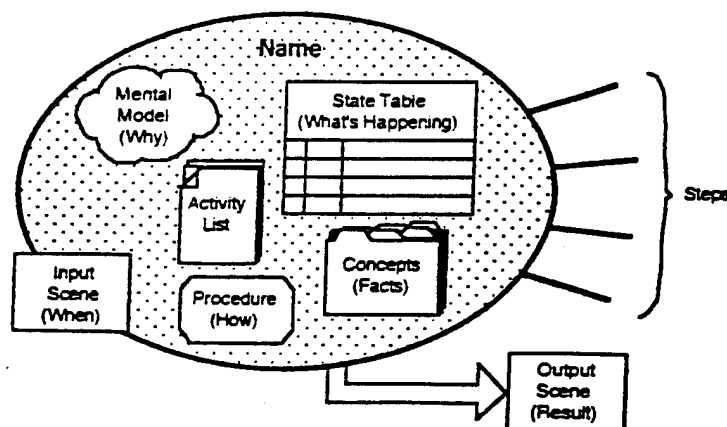 Name
Mental
Model
(Why)
State Table
(What's Happening)
Activity
List
Steps
Concepts
(Facts)
Input
Scene
(When)
Procedure
(How)
Output
Scene
(Result)